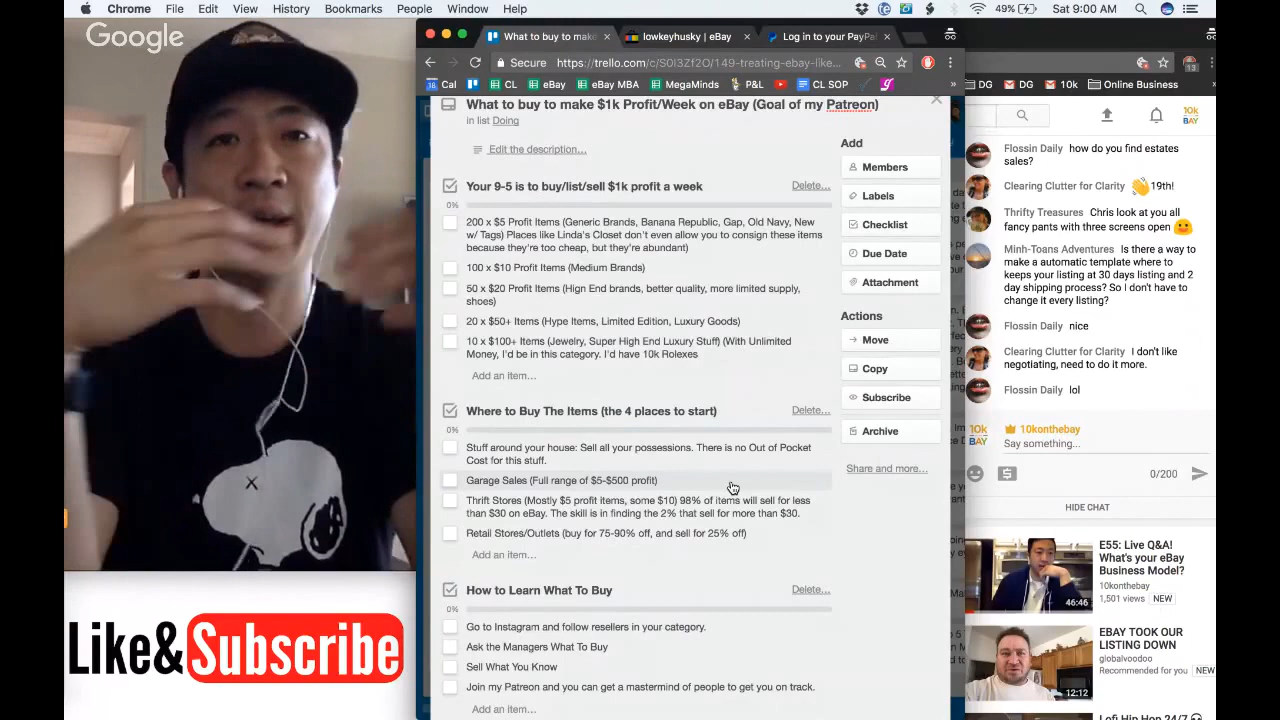 Chrome File Edit View History Bookmarks People Window Help
49% Sat 9:00 AM
Google
What to buy to make
lowkeyhusky | eBay
Log in to your PayPa
Secure https://trello.com/c/S0I3Zf2O/149-treating-ebay-like...
Cal CL eBay eBay MBA MegaMinds P&L CL SOP »
DG DG 10k Online Business
What to buy to make $1k Profit/Week on eBay (Goal of my Patreon)
in list Doing
Edit the description...
Your 9-5 is to buy/list/sell $1k profit a week
Delete...
0%
200 x $5 Profit Items (Generic Brands, Banana Republic, Gap, Old Navy, New
w/ Tags) Places like Linda's Closet don't even allow you to consign these items
because they're too cheap, but they're abundant)
100 x $10 Profit Items (Medium Brands)
50 x $20 Profit Items (Hign End brands, better quality, more limited supply,
shoes)
20 x $50+ Items (Hype Items, Limited Edition, Luxury Goods)
10 x $100+ Items (Jewelry, Super High End Luxury Stuff) (With Unlimited
Money, I'd be in this category. I'd have 10k Rolexes
Add an item...
Where to Buy The Items (the 4 places to start)
Delete...
0%
Stuff around your house: Sell all your possessions. There is no Out of Pocket
Cost for this stuff.
Garage Sales (Full range of $5-$500 profit)
Thrift Stores (Mostly $5 profit items, some $10) 98% of items will sell for less
than $30 on eBay. The skill is in finding the 2% that sell for more than $30.
Retail Stores/Outlets (buy for 75-90% off, and sell for 25% off)
Add an item...
How to Learn What To Buy
Delete...
0%
Go to Instagram and follow resellers in your category.
Ask the Managers What To Buy
Sell What You Know
Join my Patreon and you can get a mastermind of people to get you on track.
Add an item...
Add
Members
Labels
Checklist
Due Date
Attachment
Actions
Move
Copy
Subscribe
Archive
Share and more...
13
10k
BAY
Flossin Daily how do you find estates
sales?
Clearing Clutter for Clarity 19th!
Thrifty Treasures Chris look at you all
fancy pants with three screens open
Minh-Toans Adventures Is there a way to
make a automatic template where to
keeps your listing at 30 days listing and 2
day shipping process? So I don't have to
change it every listing?
Flossin Daily nice
Clearing Clutter for Clarity I don't like
negotiating, need to do it more.
Flossin Daily lol
10k
BAY
10konthebay
Say something...
0/200
HIDE CHAT
E55: Live Q&A!
What's your eBay
Business Model?
10konthebay
1,501 views NEW
46:46
EBAY TOOK OUR
LISTING DOWN
globalvoodoo
Recommended for you NEW
12:12
Lofi Hip Hop 24/7
Like&Subscribe